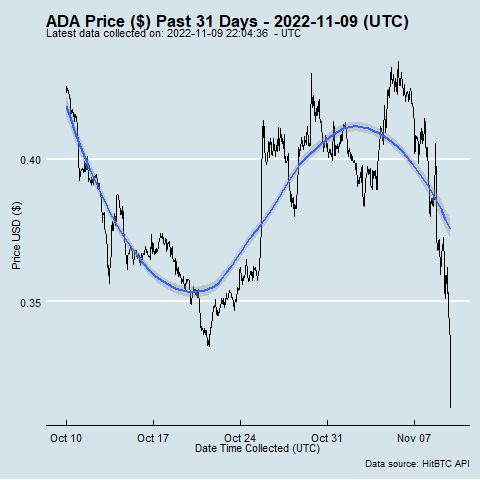 ADA Price ($) Past 31 Days - 2022-11-09 (UTC)
Latest data collected on: 2022-11-09 22:04:36 - UTC
0.40
0.35
Price USD ($)
Oct 10 Oct 17 Oct 24 Oct 31 Nov 07
Date Time Collected (UTC)
Data source: HitBTC API